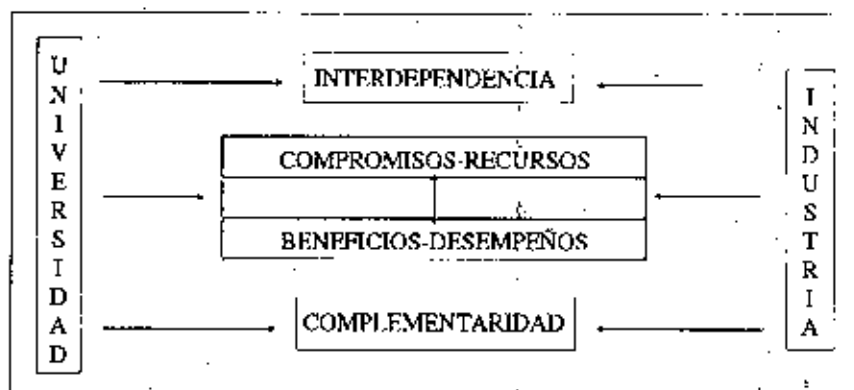 UNIVERSIDAD
INTERDEPENDENCIA
COMPROMISOS-RECURSOS
BENEFICIOS-DESEMPEÑOS
COMPLEMENTARIDAD
INDUSTRIA